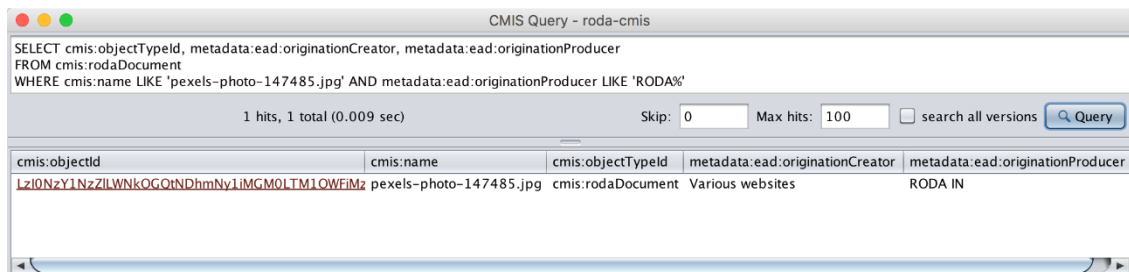 CMIS Query - roda-cmis
SELECT cmis:objectTypeId, metadata:ead:originationCreator, metadata:ead:originationProducer
FROM cmis:rodaDocument
WHERE cmis:name LIKE 'pexels-photo-147485.jpg' AND metadata:ead:originationProducer LIKE 'RODA%'
1 hits, 1 total (0.009 sec) Skip: 0 Max hits: 100 search all versions Query
cmis:objectId cmis:name cmis:objectTypeId metadata:ead:originationCreator metadata:ead:originationProducer
pexels-photo-147485.jpg cmis:rodaDocument Various websites RODA IN